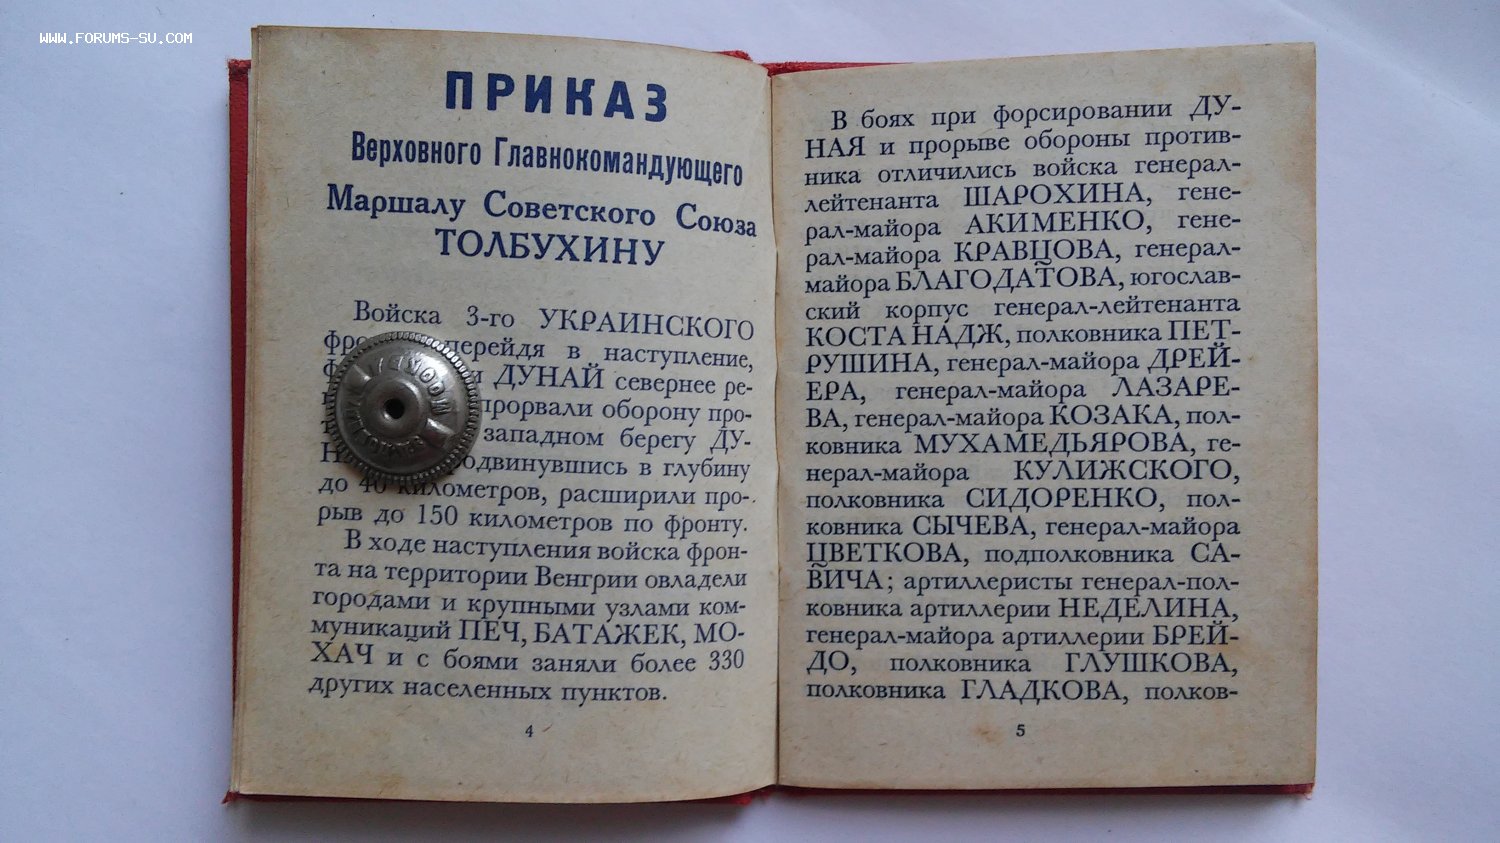 www.forums-su.com
ПРИКАЗ
Верховного Главнокомандующего
Маршалу Советского Союза
ТОЛБУХИНУ
Войска 3-го УКРАИНСКОГО
перейдя в наступление,
ДУНАЙ севернее ре-
прорвали оборону про-
западном берегу ДУ-
в глубину
до 40 километров, расширили про-
рыв до 150 километров по фронту.
В ходе наступления войска фрон-
та на территории Венгрии овладели
городами и крупными узлами ком-
муникаций ПЕЧ, БАТАЖЕК, МО-
ХАЧ и с боями заняли более 330
других населенных пунктов.
4
В боях при форсировании ДУ-
НАЯ и прорыве обороны против-
ника отличились войска генерал-
лейтенанта ШАРОХИНА, гене-
рал-майора АКИМЕНКО, гене-
рал-майора КРАВЦОВА, генерал-
майора БЛАГОДАТОВА, югослав-
ский корпус генерал-лейтенанта
КОСТА НАДЖ, полковника ПЕТ-
РУШИНА, генерал-майора ДРЕЙ-
ЕРА, генерал-майора ЛАЗАРЕ-
ВА, генерал-майора КОЗАКА, пол-
ковника МУХАМЕДЬЯРОВА, ге-
нерал-майора КУЛИЖСКОГО,
полковника СИДОРЕНКО, пол-
ковника СЫЧЕВА, генерал-майора
ЦВЕТКОВА, подполковника СА-
ВИЧА; артиллеристы генерал-пол-
ковника артиллерии НЕДЕЛИНА,
генерал-майора артиллерии БРЕЙ-
ДО, полковника ГЛУШКОВА,
полковника ГЛАДКОВА, полков-
5